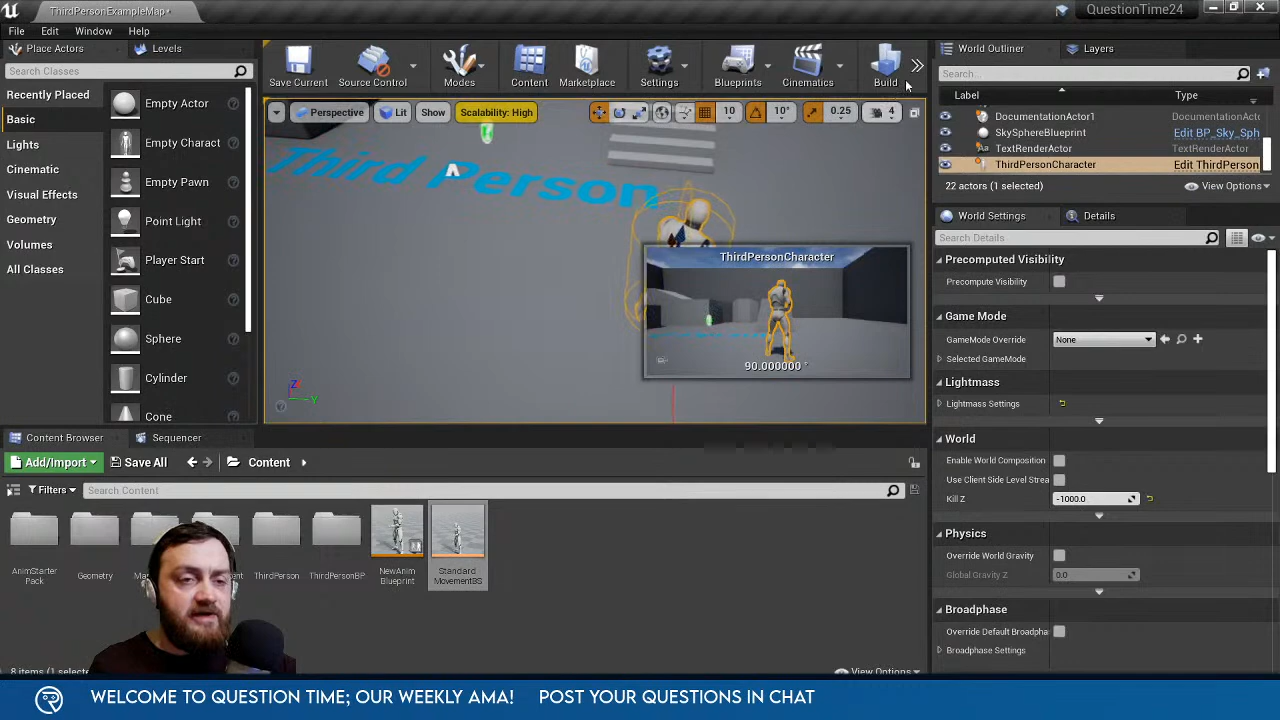 ThirdPersonExampleMap•
QuestionTime24
File Edit Window Help
Place Actors Levels
Search Classes
Recently Placed
Basic
Lights
Cinematic
Visual Effects
Geometry
Volumes
All Classes
Empty Actor
Empty Charact
Empty Pawn
Point Light
Player Start
Cube
Sphere
Cylinder
Cone
Save Current Source Control Modes Content Marketplace Settings Blueprints Cinematics Build
Perspective Lit Show Scalability: High 10 10° 0.25 4
Third Person
ThirdPersonCharacter
90.000000 °
Z
Y
World Outliner Layers
Search...
Label Type
DocumentationActor1 DocumentationAc
SkySphereBlueprint Edit BP_Sky_Sph
TextRenderActor TextRenderActor
ThirdPersonCharacter Edit ThirdPerson
22 actors (1 selected) View Options
World Settings Details
Search Details
Precomputed Visibility
Precompute Visibility
Game Mode
GameMode Override None
Selected GameMode
Lightmass
Lightmass Settings
World
Enable World Composition
Use Client Side Level Strea
Kill Z -1000.0
Physics
Override World Gravity
Global Gravity Z 0.0
Broadphase
Override Default Broadpha
Broadphase Settings
Content Browser Sequencer
Add/Import Save All Content
Filters Search Content
AnimStarter
Pack
Geometry
ThirdPerson
ThirdPersonBP
NewAnim
Blueprint
Standard
MovementBS
8 items (1 selecte
View Options
WELCOME TO QUESTION TIME; OUR WEEKLY AMA! POST YOUR QUESTIONS IN CHAT